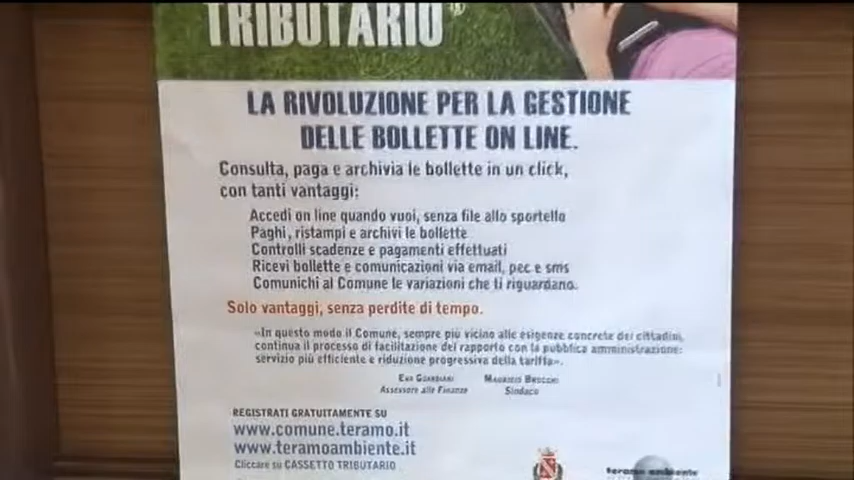 TRIBUTARIO®
LA RIVOLUZIONE PER LA GESTIONE
DELLE BOLLETTE ON LINE.
Consulta, paga e archivia le bollette in un click,
con tanti vantaggi:
Accedi on line quando vuoi, senza file allo sportello
Paghi, ristampi e archivi le bollette
Controlli scadenze e pagamenti effettuati
Ricevi bollette e comunicazioni via email, pec e sms
Comunichi al Comune le variazioni che ti riguardano.
Solo vantaggi, senza perdite di tempo.
«In questo modo il Comune, sempre più vicino alle esigenze concrete dei cittadini,
continua il processo di facilitazione del rapporto con la pubblica amministrazione:
servizio più efficiente e riduzione progressiva della tariffa».
Eva Guardiani Maurizio Brucchi
Assessore alle Finanze Sindaco
REGISTRATI GRATUITAMENTE SU
www.comune.teramo.it
www.teramoambiente.it
Cliccare su CASSETTO TRIBUTARIO
teramo ambiente